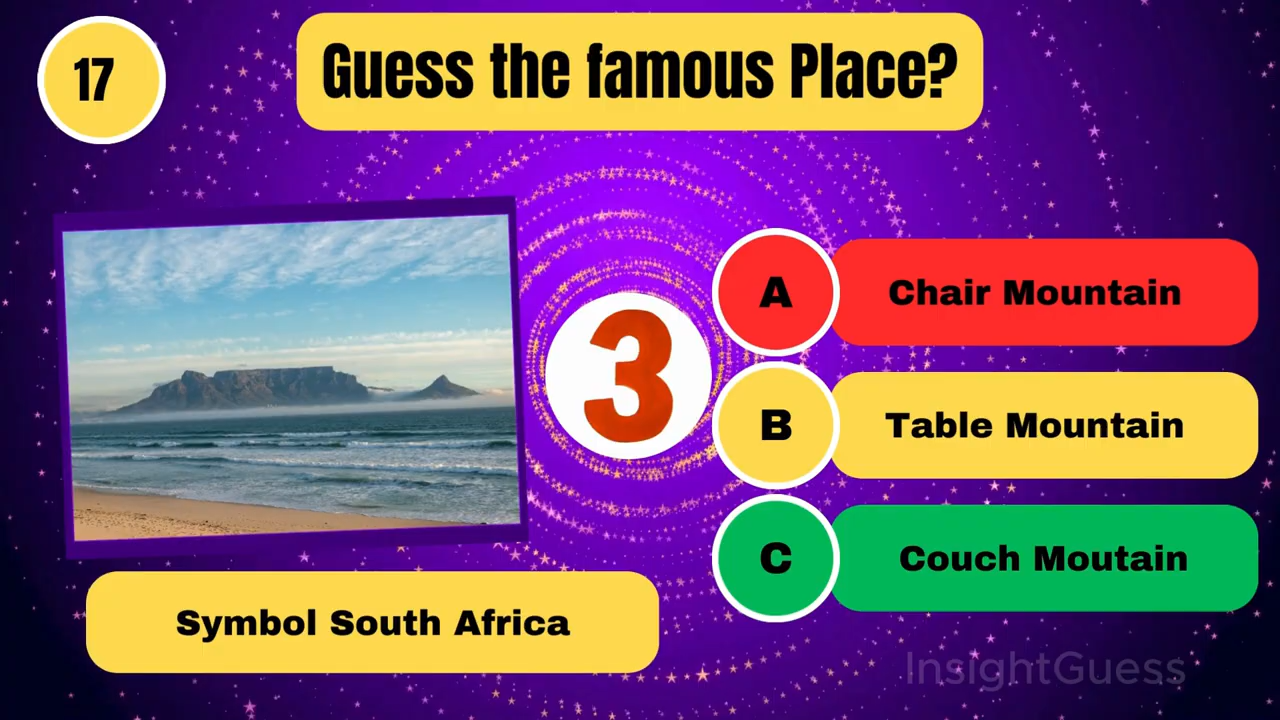 17
Guess the famous Place?
3
A
Chair Mountain
B
Table Mountain
C
Couch Moutain
Symbol South Africa
InsightGuess